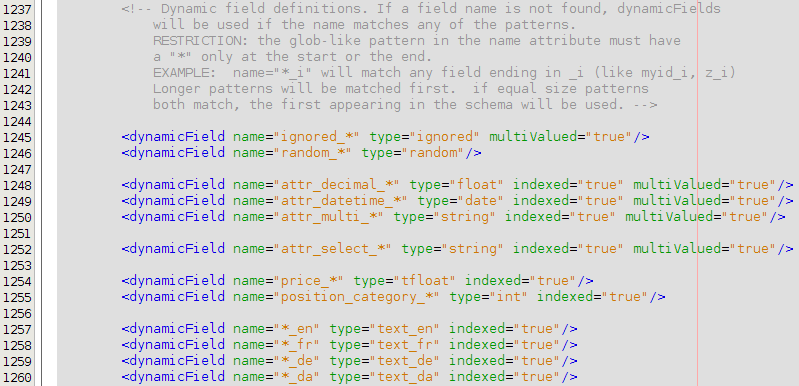 1237 <!-- Dynamic field definitions. If a field name is not found, dynamicFields
1238 will be used if the name matches any of the patterns.
1239 RESTRICTION: the glob-like pattern in the name attribute must have
1240 a "*" only at the start or the end.
1241 EXAMPLE:  name="*_i" will match any field ending in _i (like myid_i, z_i)
1242 Longer patterns will be matched first.  if equal size patterns
1243 both match, the first appearing in the schema will be used. -->
1244
1245 <dynamicField name="ignored_*" type="ignored" multiValued="true"/>
1246 <dynamicField name="random_*" type="random"/>
1247
1248 <dynamicField name="attr_decimal_*" type="float" indexed="true" multiValued="true"/>
1249 <dynamicField name="attr_datetime_*" type="date" indexed="true" multiValued="true"/>
1250 <dynamicField name="attr_multi_*" type="string" indexed="true" multiValued="true"/>
1251
1252 <dynamicField name="attr_select_*" type="string" indexed="true" multiValued="true"/>
1253
1254 <dynamicField name="price_*" type="tfloat" indexed="true"/>
1255 <dynamicField name="position_category_*" type="int" indexed="true"/>
1256
1257 <dynamicField name="*_en" type="text_en" indexed="true"/>
1258 <dynamicField name="*_fr" type="text_fr" indexed="true"/>
1259 <dynamicField name="*_de" type="text_de" indexed="true"/>
1260 <dynamicField name="*_da" type="text_da" indexed="true"/>